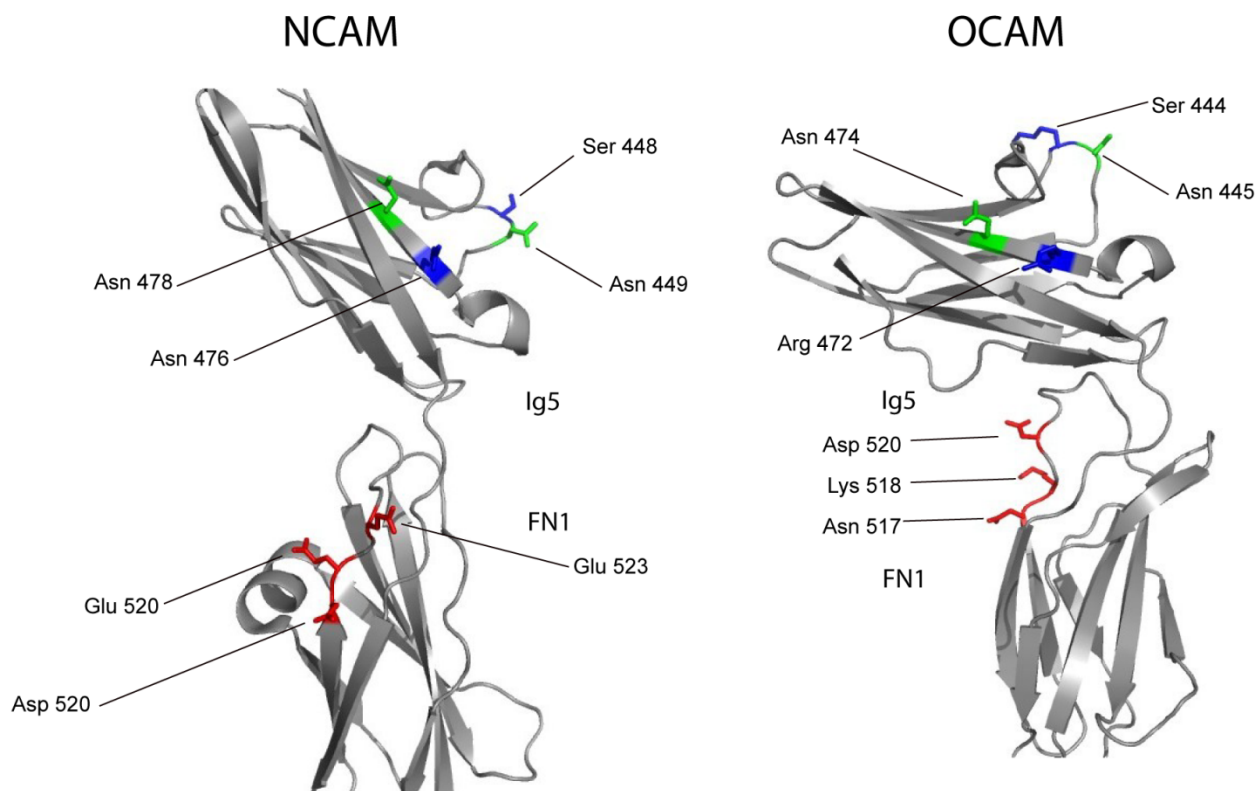 NCAM
Ser 448
Asn 478
Asn 449
Asn 476
Ig5
FN1
Glu 523
Glu 520
Asp 520
OCAM
Ser 444
Asn 474
Asn 445
Arg 472
Ig5
Asp 520
Lys 518
Asn 517
FN1